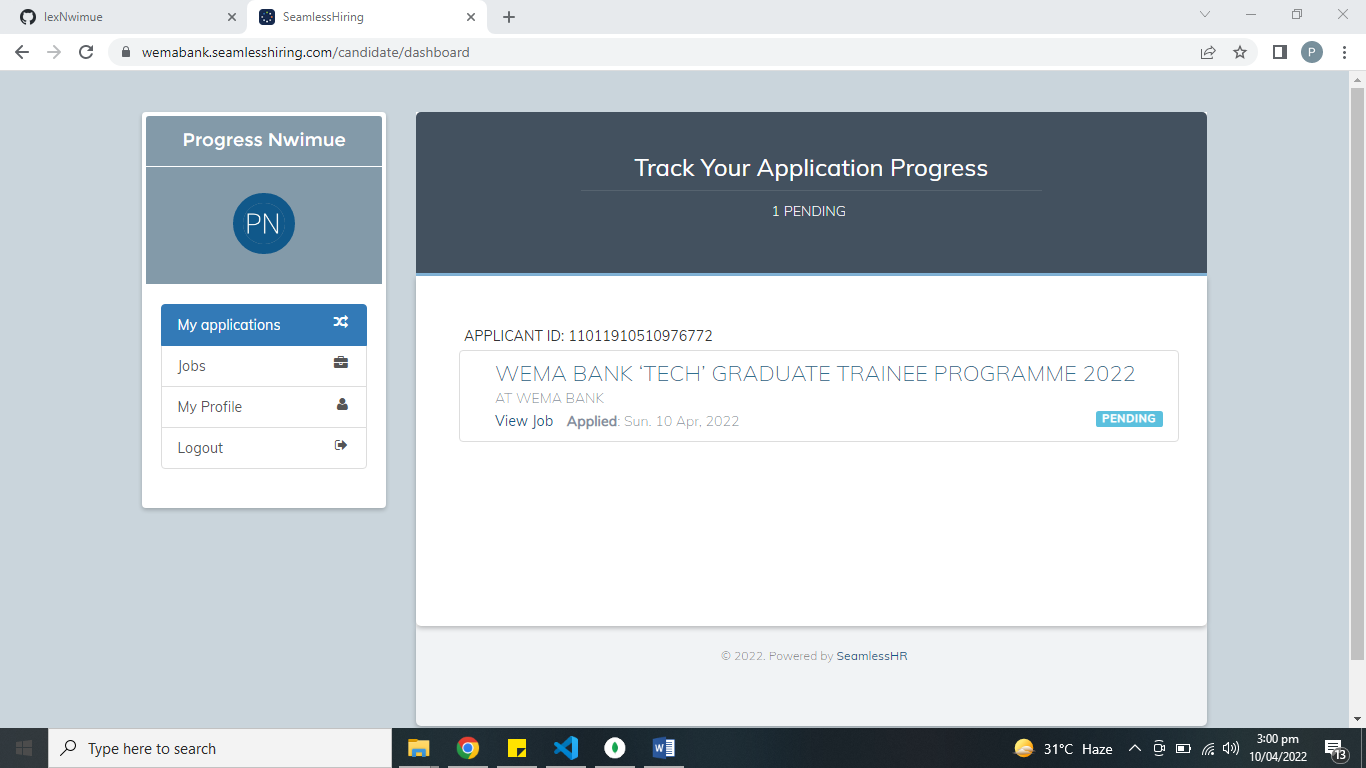 lexNwimue
SeamlessHiring
wemabank.seamlesshiring.com/candidate/dashboard
P
Progress Nwimue
PN
My applications
Jobs
My Profile
Logout
Track Your Application Progress
1 PENDING
APPLICANT ID: 11011910510976772
WEMA BANK ‘TECH’ GRADUATE TRAINEE PROGRAMME 2022
AT WEMA BANK
View Job Applied: Sun. 10 Apr, 2022
PENDING
© 2022. Powered by SeamlessHR
Type here to search
31°C Haze
3:00 pm
10/04/2022
13